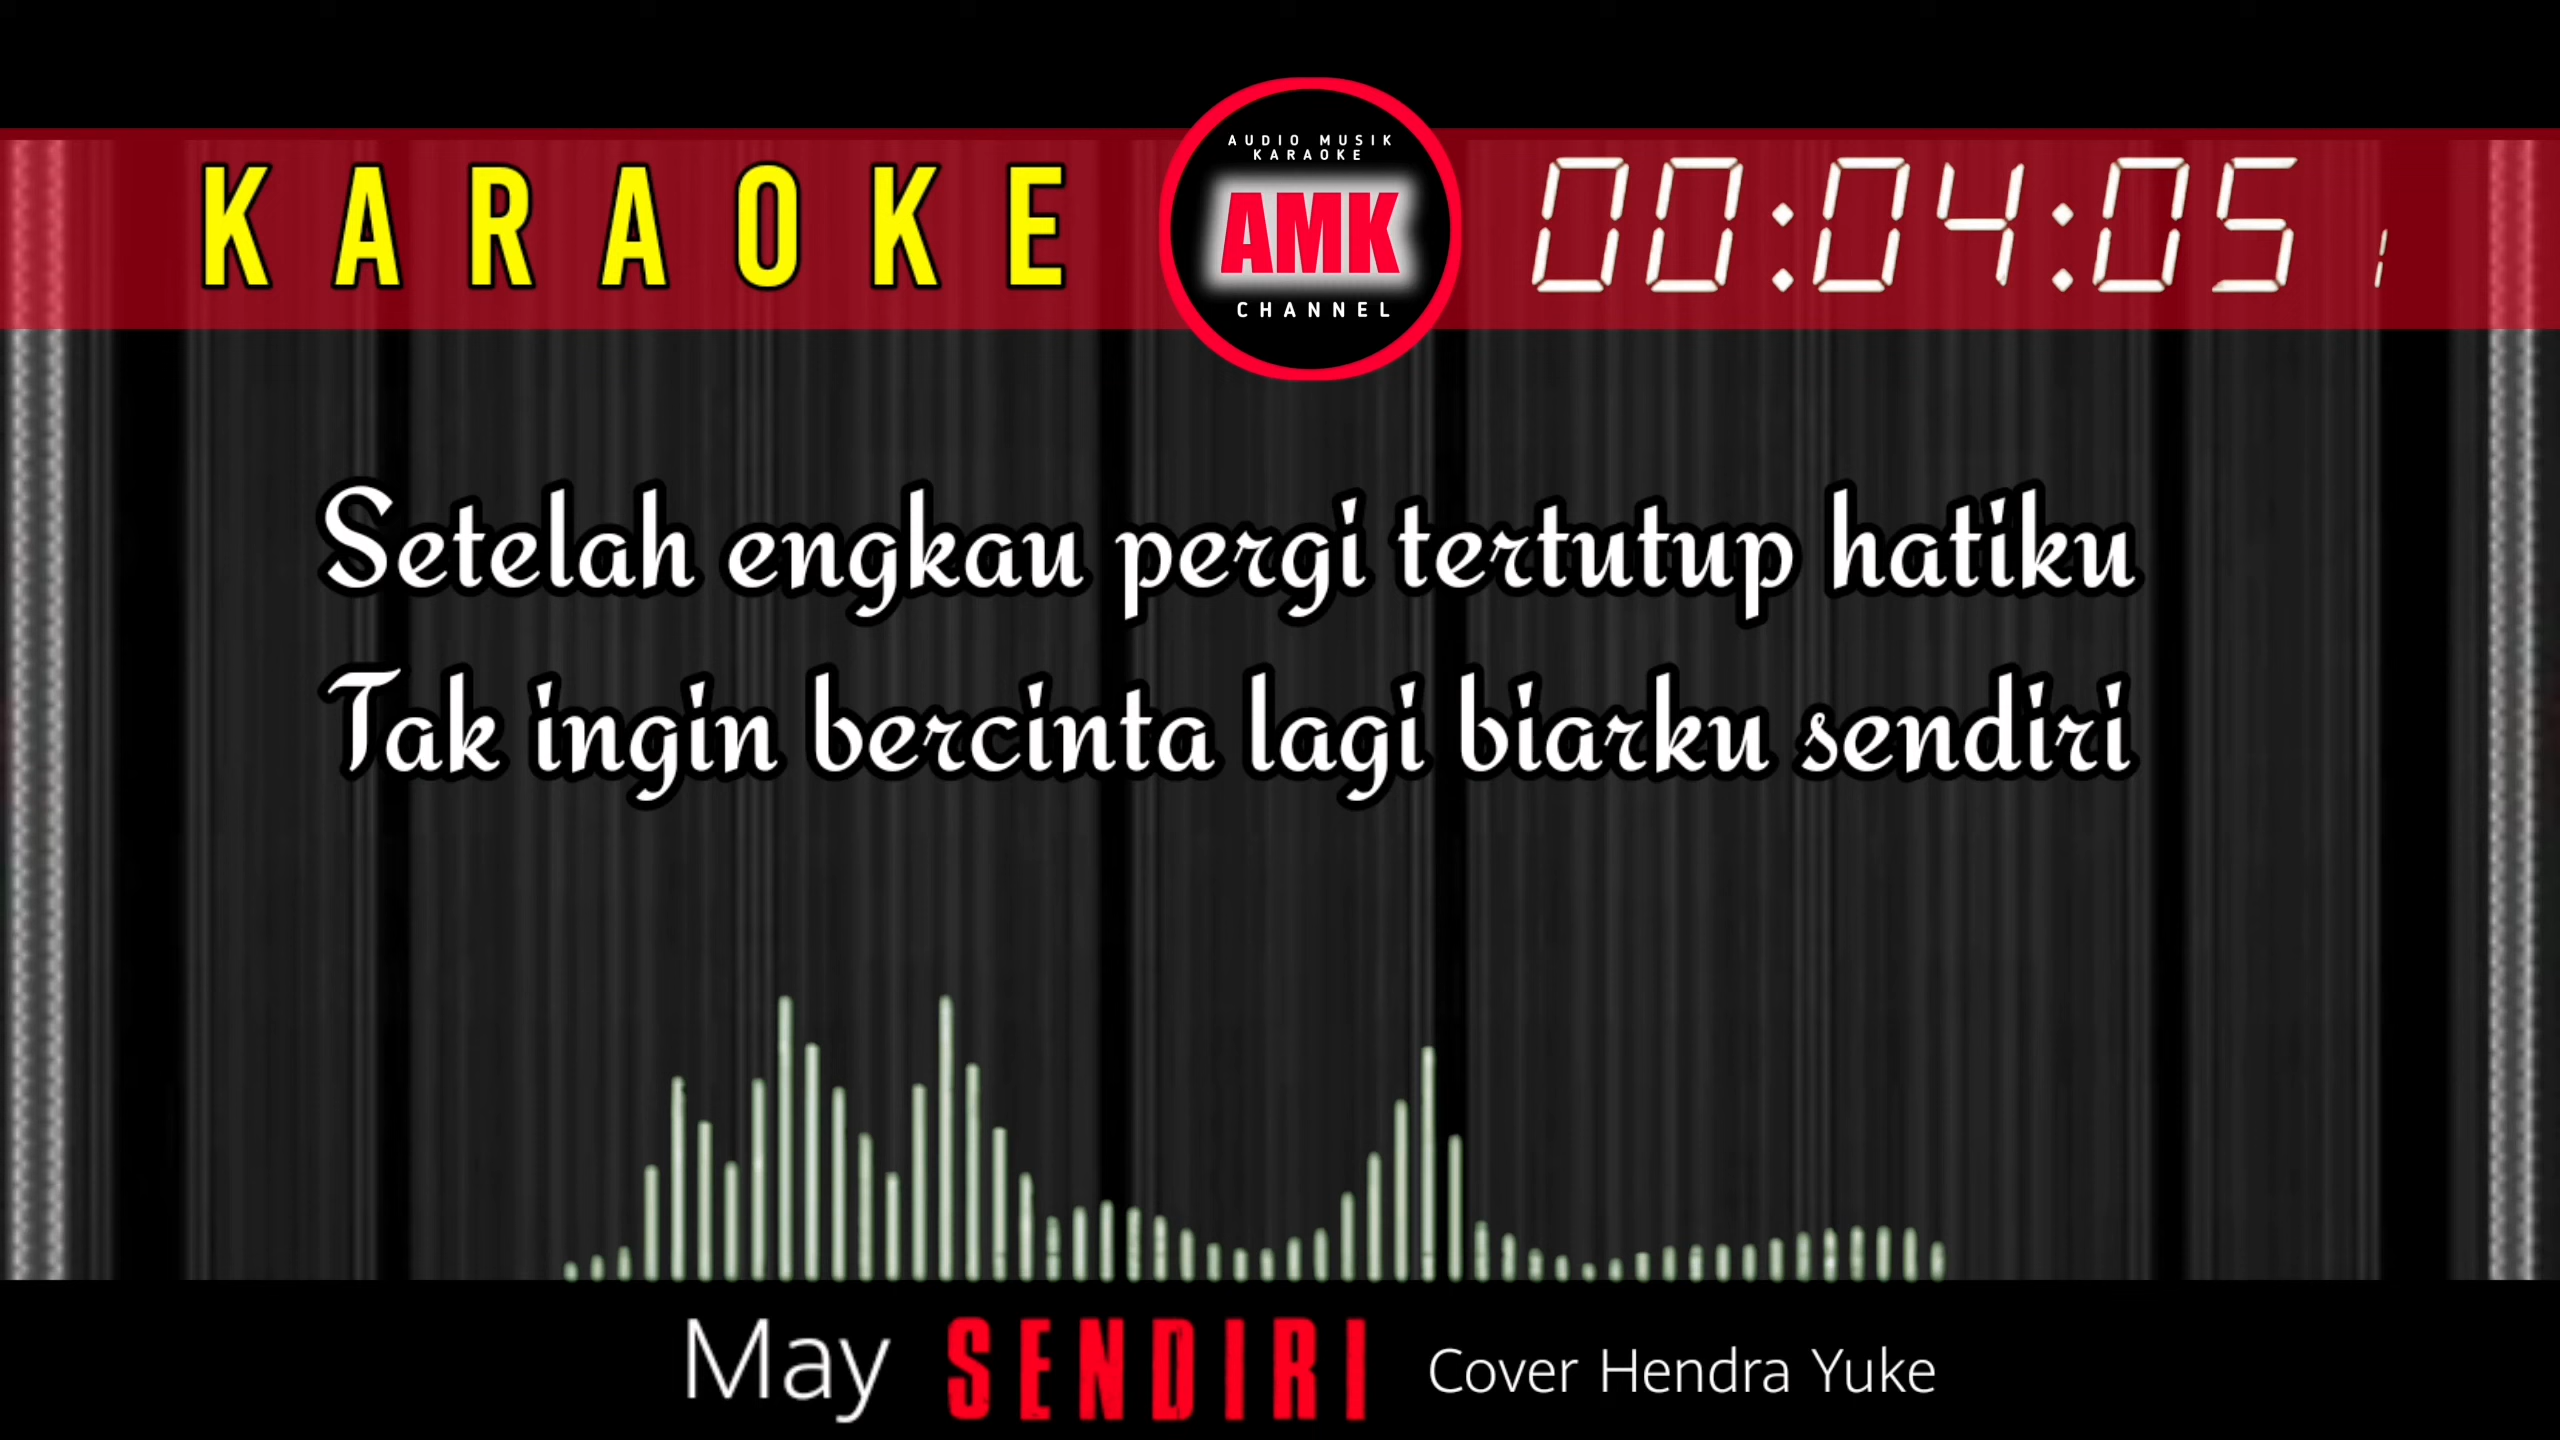 KARAOKE
AUDIO MUSIK
KARAOKE
AMK
CHANNEL
00:04:05 1
Setelah engkau pergi tertutup hatiku
Tak ingin bercinta lagi biarku sendiri
May SENDIRI Cover Hendra Yuke